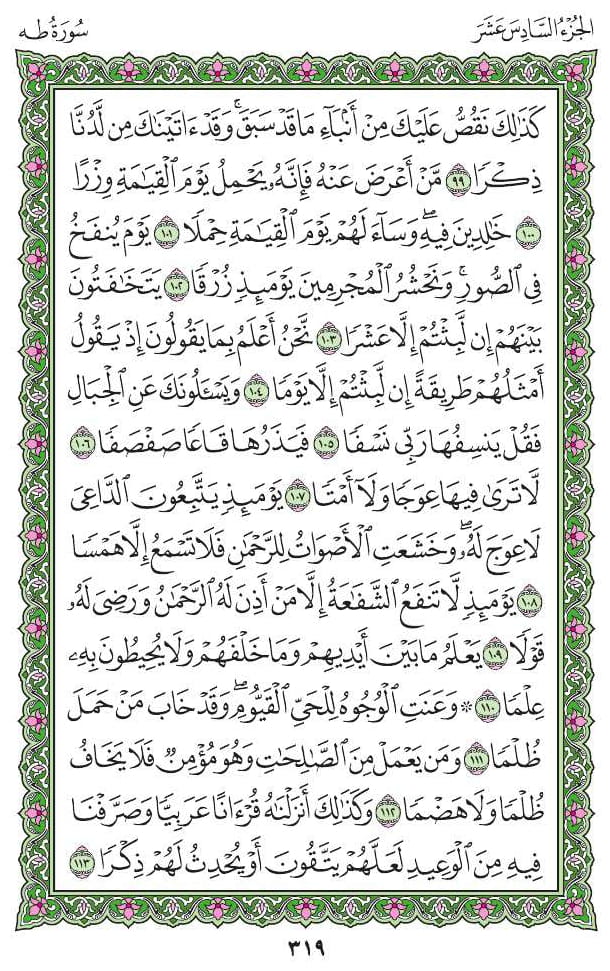 الجُزْءُ السَّادِسَ عَشَرَ
سُورَةُ طه
كَذَٰلِكَ نَقُصُّ عَلَيْكَ مِنْ أَنۢبَآءِ مَا قَدْ سَبَقَ ۚ وَقَدْ ءَاتَيْنَٰكَ مِن لَّدُنَّا
ذِكْرًا ٩٩ مَّنْ أَعْرَضَ عَنْهُ فَإِنَّهُۥ يَحْمِلُ يَوْمَ ٱلْقِيَٰمَةِ وِزْرًا
١٠٠ خَٰلِدِينَ فِيهِ ۖ وَسَآءَ لَهُمْ يَوْمَ ٱلْقِيَٰمَةِ حِمْلًا ١٠١ يَوْمَ يُنفَخُ
فِى ٱلصُّورِ ۚ وَنَحْشُرُ ٱلْمُجْرِمِينَ يَوْمَئِذٍ زُرْقًا ١٠٢ يَتَخَٰفَتُونَ
بَيْنَهُمْ إِن لَّبِثْتُمْ إِلَّا عَشْرًا ١٠٣ نَّحْنُ أَعْلَمُ بِمَا يَقُولُونَ إِذْ يَقُولُ
أَمْثَلُهُمْ طَرِيقَةً إِن لَّبِثْتُمْ إِلَّا يَوْمًا ١٠٤ وَيَسْـَٔلُونَكَ عَنِ ٱلْجِبَالِ
فَقُلْ يَنسِفُهَا رَبِّى نَسْفًا ١٠٥ فَيَذَرُهَا قَاعًا صَفْصَفًا ١٠٦
لَّا تَرَىٰ فِيهَا عِوَجًا وَلَآ أَمْتًا ١٠٧ يَوْمَئِذٍ يَتَّبِعُونَ ٱلدَّاعِىَ
لَا عِوَجَ لَهُۥ ۖ وَخَشَعَتِ ٱلْأَصْوَاتُ لِلرَّحْمَٰنِ فَلَا تَسْمَعُ إِلَّا هَمْسًا
١٠٨ يَوْمَئِذٍ لَّا تَنفَعُ ٱلشَّفَٰعَةُ إِلَّا مَنْ أَذِنَ لَهُ ٱلرَّحْمَٰنُ وَرَضِىَ لَهُۥ
قَوْلًا ١٠٩ يَعْلَمُ مَا بَيْنَ أَيْدِيهِمْ وَمَا خَلْفَهُمْ وَلَا يُحِيطُونَ بِهِۦ
عِلْمًا ١١٠ ۞ وَعَنَتِ ٱلْوُجُوهُ لِلْحَىِّ ٱلْقَيُّومِ ۖ وَقَدْ خَابَ مَنْ حَمَلَ
ظُلْمًا ١١١ وَمَن يَعْمَلْ مِنَ ٱلصَّٰلِحَٰتِ وَهُوَ مُؤْمِنٌ فَلَا يَخَافُ
ظُلْمًا وَلَا هَضْمًا ١١٢ وَكَذَٰلِكَ أَنزَلْنَٰهُ قُرْءَانًا عَرَبِيًّا وَصَرَّفْنَا
فِيهِ مِنَ ٱلْوَعِيدِ لَعَلَّهُمْ يَتَّقُونَ أَوْ يُحْدِثُ لَهُمْ ذِكْرًا ١١٣
٣١٩